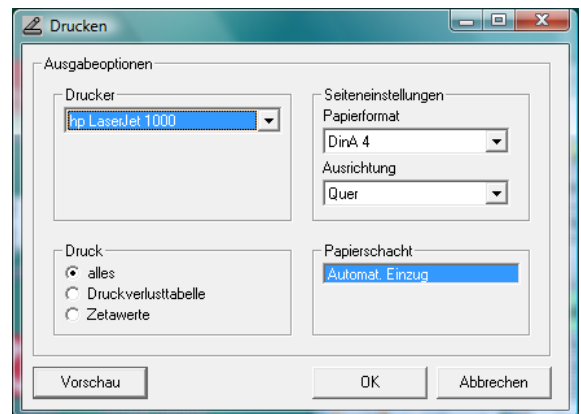 Drucken
Ausgabeoptionen
Drucker
hp LaserJet 1000
Seiteneinstellungen
Papierformat
DinA 4
Ausrichtung
Quer
Druck
alles
Druckverlusttabelle
Zetawerte
Papierschacht
Automat. Einzug
Vorschau
OK
Abbrechen